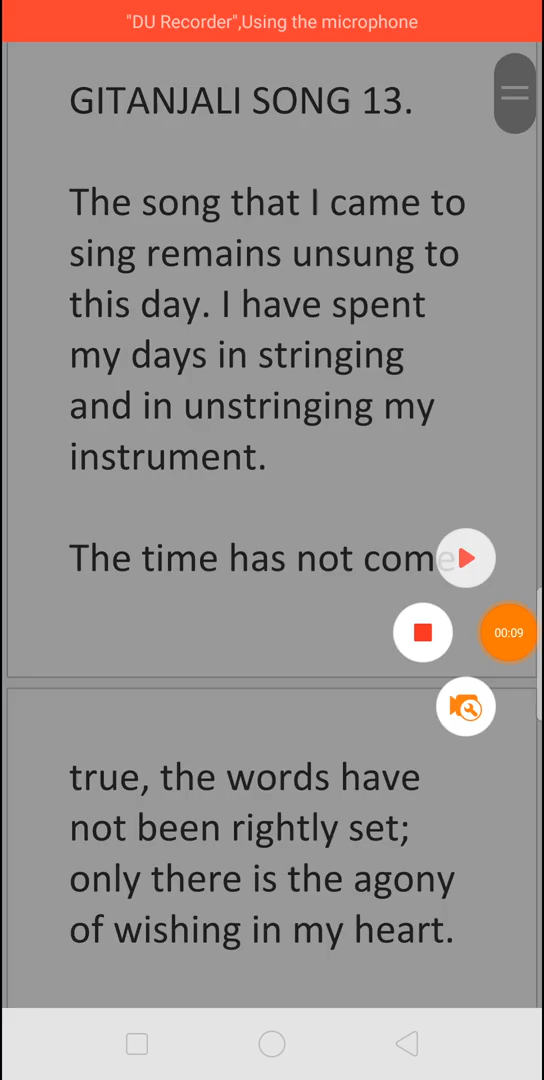 "DU Recorder",Using the microphone
GITANJALI SONG 13.
The song that I came to
sing remains unsung to
this day. I have spent
my days in stringing
and in unstringing my
instrument.
The time has not come
00:09
true, the words have
not been rightly set;
only there is the agony
of wishing in my heart.